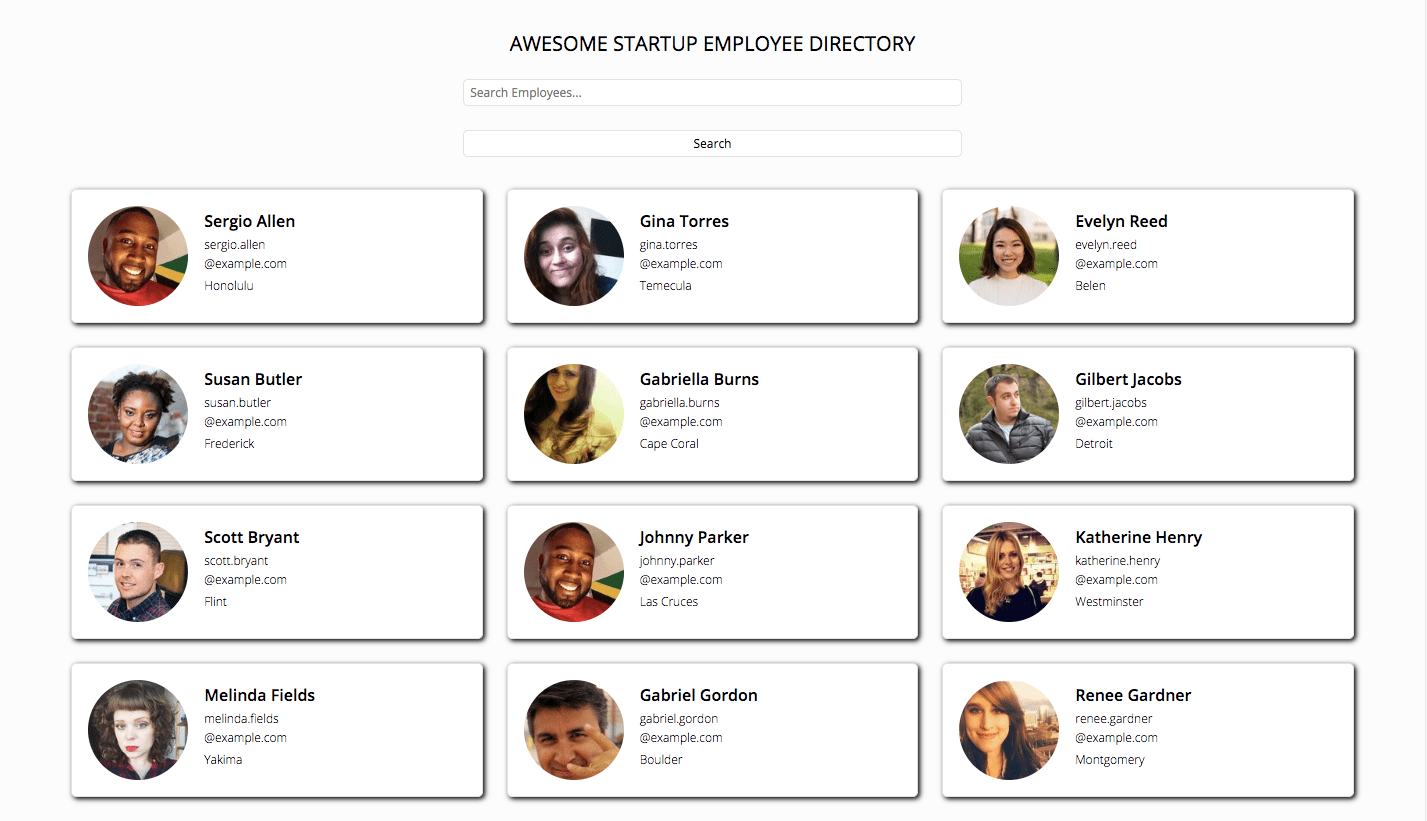 AWESOME STARTUP EMPLOYEE DIRECTORY
Search Employees...
Search
Sergio Allen
sergio.allen
@example.com
Honolulu
Gina Torres
gina.torres
@example.com
Temecula
Evelyn Reed
evelyn.reed
@example.com
Belen
Susan Butler
susan.butler
@example.com
Frederick
Gabriella Burns
gabriella.burns
@example.com
Cape Coral
Gilbert Jacobs
gilbert.jacobs
@example.com
Detroit
Scott Bryant
scott.bryant
@example.com
Flint
Johnny Parker
johnny.parker
@example.com
Las Cruces
Katherine Henry
katherine.henry
@example.com
Westminster
Melinda Fields
melinda.fields
@example.com
Yakima
Gabriel Gordon
gabriel.gordon
@example.com
Boulder
Renee Gardner
renee.gardner
@example.com
Montgomery